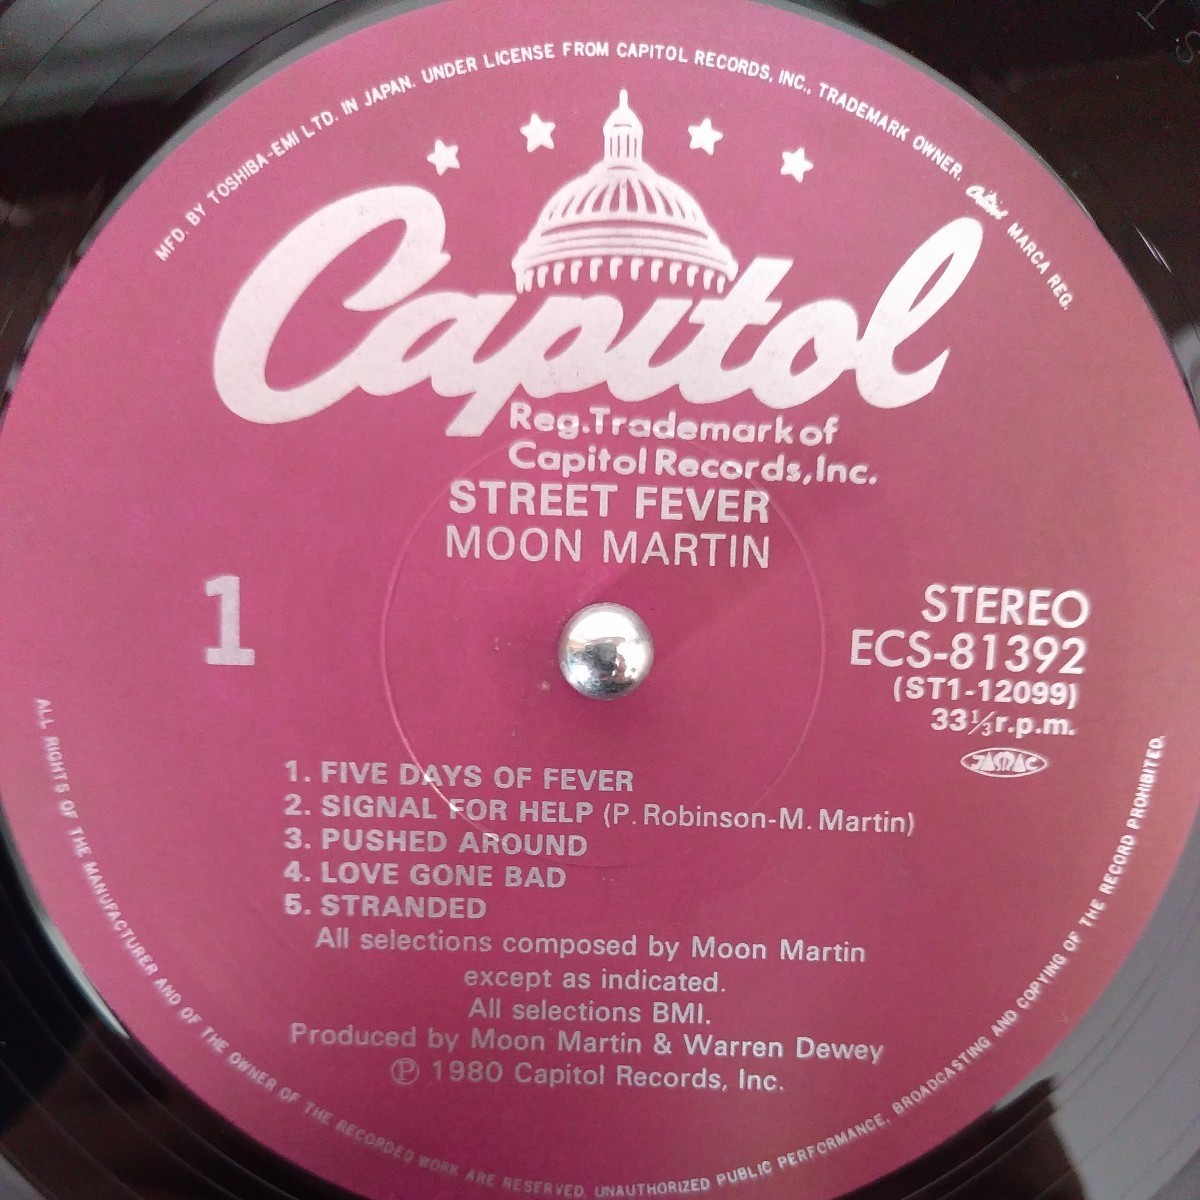 MFD. BY TOSHIBA-EMI LTD. IN JAPAN. UNDER LICENSE FROM CAPITOL RECORDS, INC., TRADEMARK OWNER. Capitol MARCA REG.
Capitol
Reg. Trademark of
Capitol Records, Inc.
STREET FEVER
MOON MARTIN
1
STEREO
ECS-81392
(ST1-12099)
33⅓r.p.m.
JASRAC
1. FIVE DAYS OF FEVER
2. SIGNAL FOR HELP (P. Robinson-M. Martin)
3. PUSHED AROUND
4. LOVE GONE BAD
5. STRANDED
All selections composed by Moon Martin
except as indicated.
All selections BMI.
Produced by Moon Martin & Warren Dewey
℗ 1980 Capitol Records, Inc.
ALL RIGHTS OF THE MANUFACTURER AND OF THE OWNER OF THE RECORDED WORK ARE RESERVED. UNAUTHORIZED PUBLIC PERFORMANCE, BROADCASTING AND COPYING OF THE RECORD PROHIBITED.